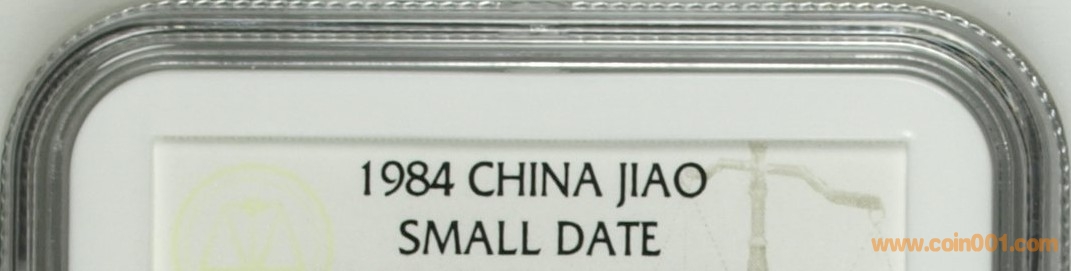 1984 CHINA JIAO
SMALL DATE
www.coin001.com